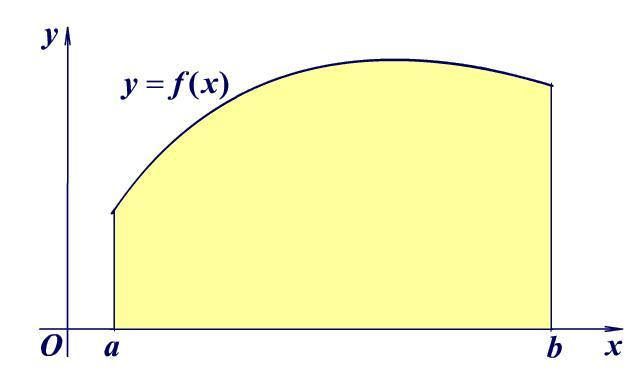 y
y = f(x)
O a b x